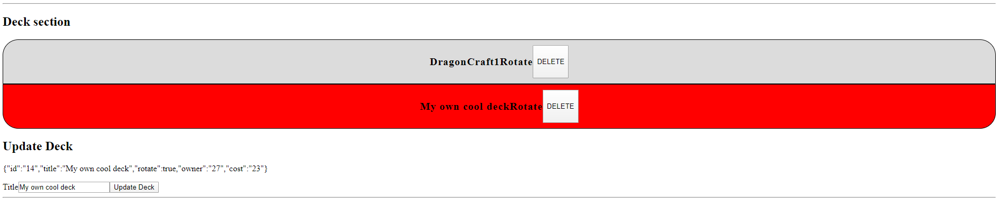 Deck section
DragonCraft1Rotate DELETE
My own cool deckRotate DELETE
Update Deck
{"id":"14","title":"My own cool deck","rotate":true,"owner":"27","cost":"23"}
Title My own cool deck Update Deck